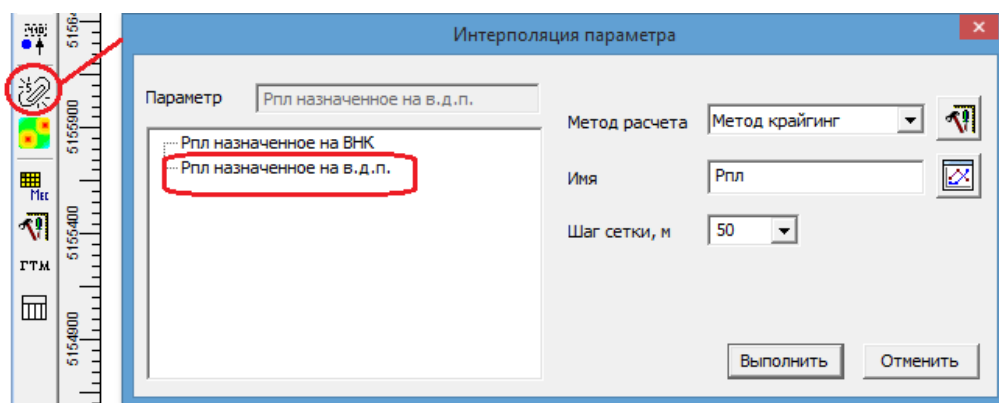 Интерполяция параметра
Параметр
Рпл назначенное на в.д.п.
Рпл назначенное на ВНК
Рпл назначенное на в.д.п.
Метод расчета
Метод крайгинг
Имя
Рпл
Шаг сетки, м
50
Выполнить
Отменить
Мес
ГТМ
5155900
5155400
5154900